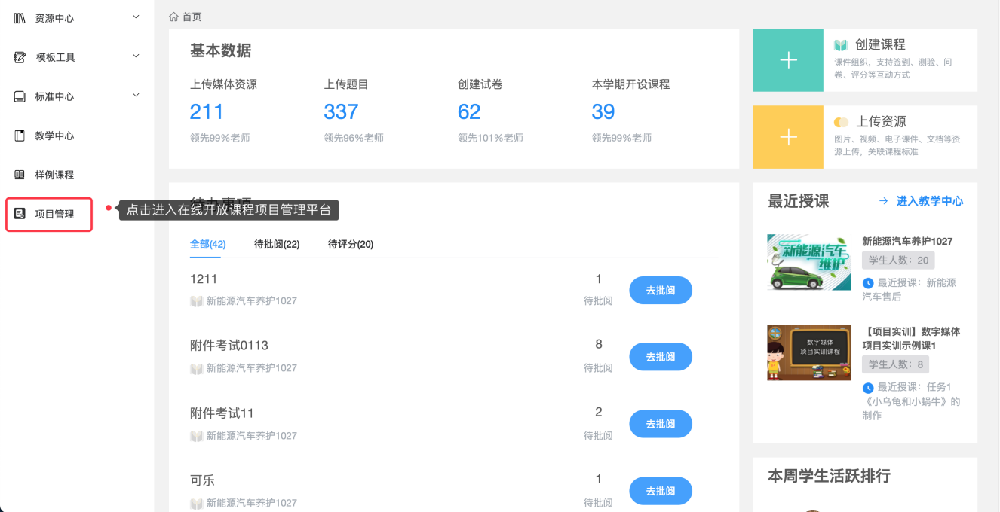 资源中心
模板工具
标准中心
教学中心
样例课程
项目管理
点击进入在线开放课程项目管理平台
首页
基本数据
上传媒体资源
211
领先99%老师
上传题目
337
领先96%老师
创建试卷
62
领先101%老师
本学期开设课程
39
领先99%老师
待办事项
全部(42)
待批阅(22)
待评分(20)
1211
新能源汽车养护1027
1
待批阅
去批阅
附件考试0113
新能源汽车养护1027
8
待批阅
去批阅
附件考试11
新能源汽车养护1027
2
待批阅
去批阅
可乐
新能源汽车养护1027
1
待批阅
去批阅
创建课程
课件组织，支持签到、测验、问
卷、评分等互动方式
上传资源
图片、视频、电子课件、文档等资
源上传，关联课程标准
最近授课
进入教学中心
新能源汽车
维护
新能源汽车养护1027
学生人数：20
最近授课：新能源
汽车售后
数字媒体
项目实训课程
【项目实训】数字媒体
项目实训示例课1
学生人数：8
最近授课：任务1
《小乌龟和小蜗牛》的
制作
本周学生活跃排行